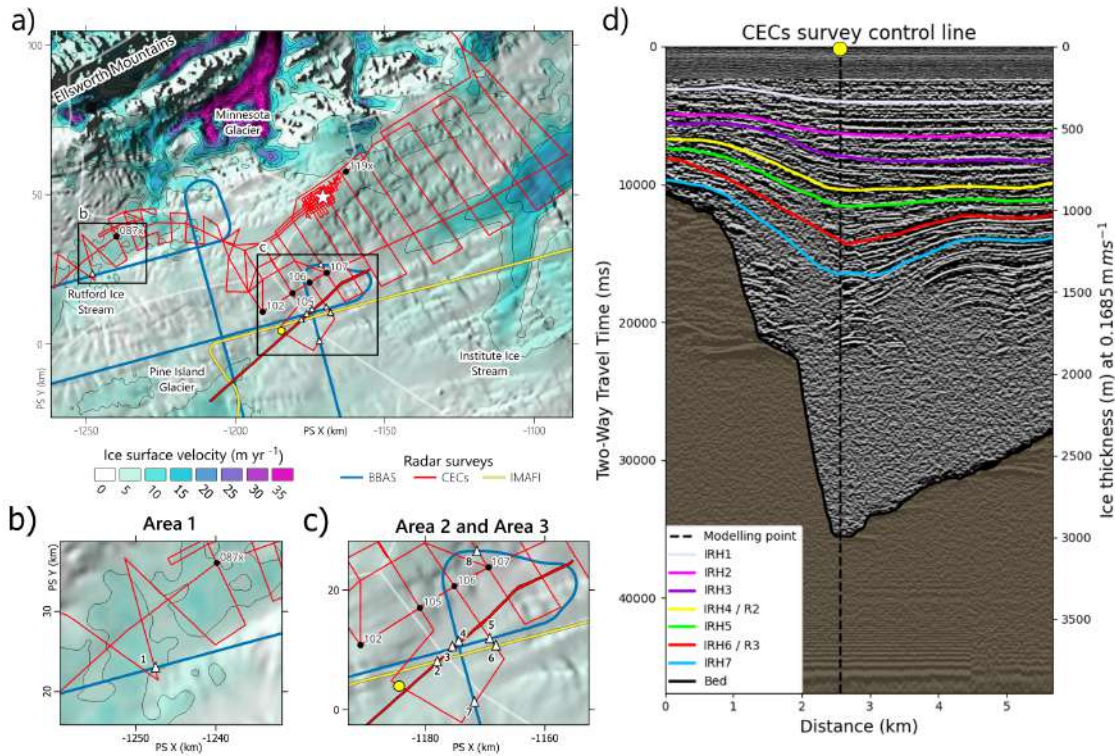 a)
100
50
0
PS Y (km)
Ellsworth Mountains
Minnesota
Glacier
119x
b
087x
c
107
106
105
102
Rutford Ice
Stream
Pine Island
Glacier
Institute Ice
Stream
-1250
-1200
PS X (km)
-1150
-1100
Ice surface velocity (m yr -1)
0 5 10 15 20 25 30 35
Radar surveys
BBAS CECs IMAFI
b)
Area 1
PS Y (km)
30
20
087x
1
-1250
-1240
PS X (km)
c)
Area 2 and Area 3
20
0
8
107
106
105
102
4
5
3
6
2
7
-1180
PS X (km)
-1160
d)
CECs survey control line
Two-Way Travel Time (ms)
0
10000
20000
30000
40000
Ice thickness (m) at 0.1685 m ms−1
0
500
1000
1250
1500
2000
2500
3000
3500
Modelling point
IRH1
IRH2
IRH3
IRH4 / R2
IRH5
IRH6 / R3
IRH7
Bed
0 1 2 3 4 5
Distance (km)